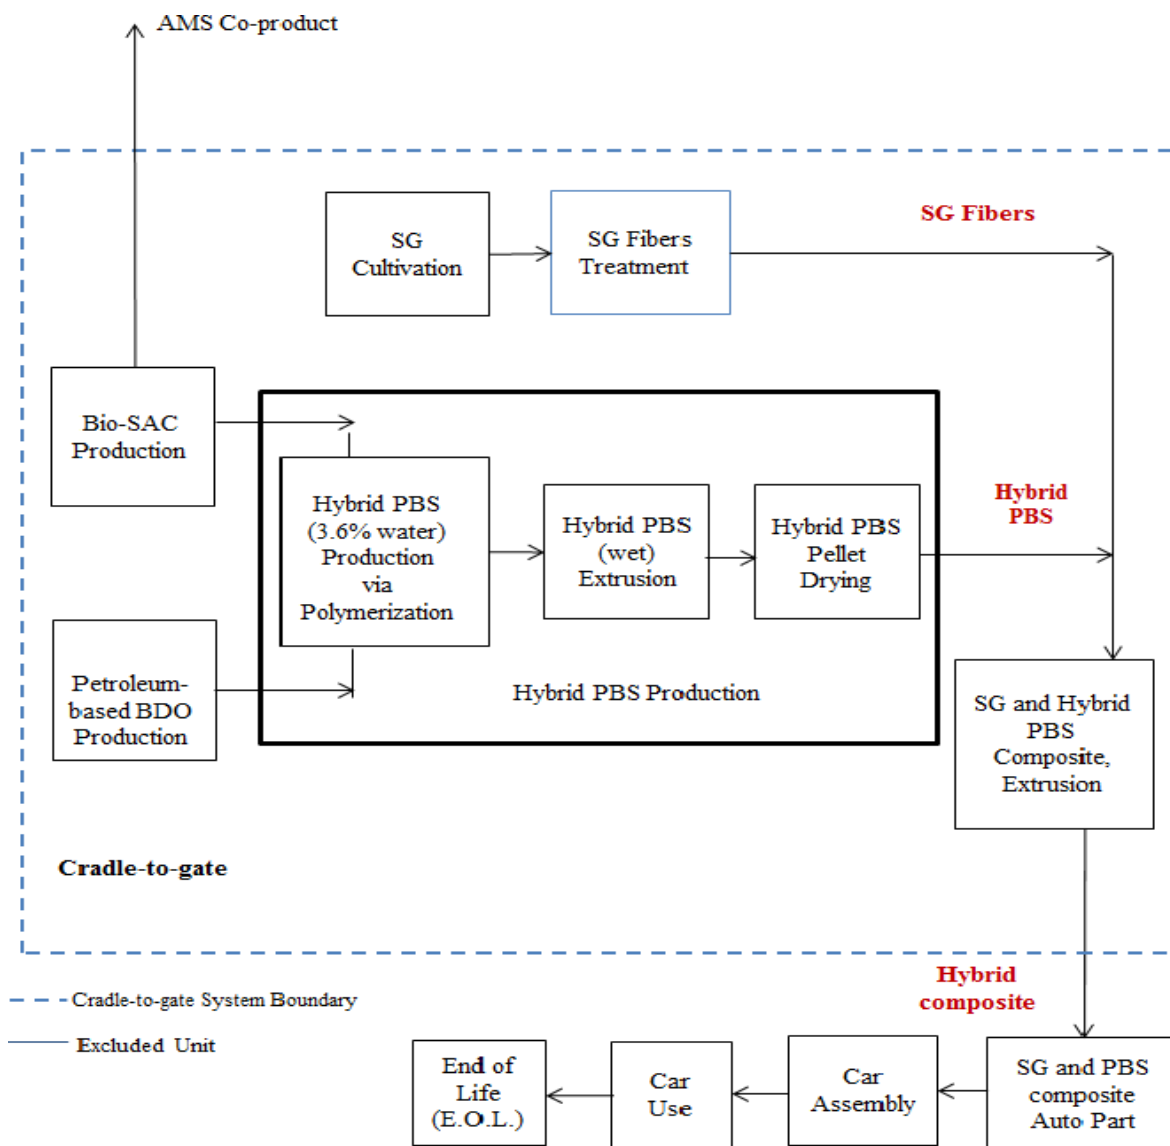 AMS Co-product
SG
Cultivation
SG Fibers
Treatment
SG Fibers
Bio-SAC
Production
Hybrid PBS
(3.6% water)
Production
via
Polymerization
Hybrid PBS
(wet)
Extrusion
Hybrid PBS
Pellet
Drying
Hybrid
PBS
Petroleum-
based BDO
Production
Hybrid PBS Production
SG and Hybrid
PBS
Composite,
Extrusion
Cradle-to-gate
Hybrid
composite
Cradle-to-gate System Boundary
Excluded Unit
End of
Life
(E.O.L.)
Car
Use
Car
Assembly
SG and PBS
composite
Auto Part